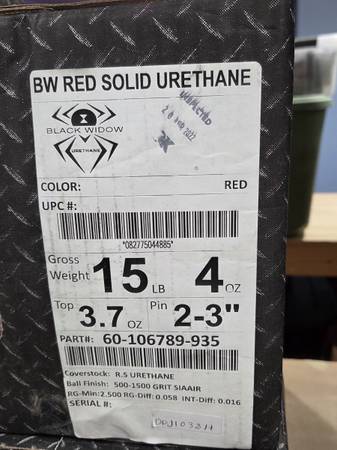 BW RED SOLID URETHANE
BLACK WIDOW
URETHANE
COLOR: RED
UPC #:
*082775044885*
Gross Weight 15 LB 4 OZ
Top 3.7 OZ Pin 2-3"
PART#: 60-106789-935
Coverstock: R.S URETHANE
Ball Finish: 500-1500 GRIT SIAAIR
RG-Min: 2.500 RG-Diff: 0.058 INT-Diff: 0.016
SERIAL #: